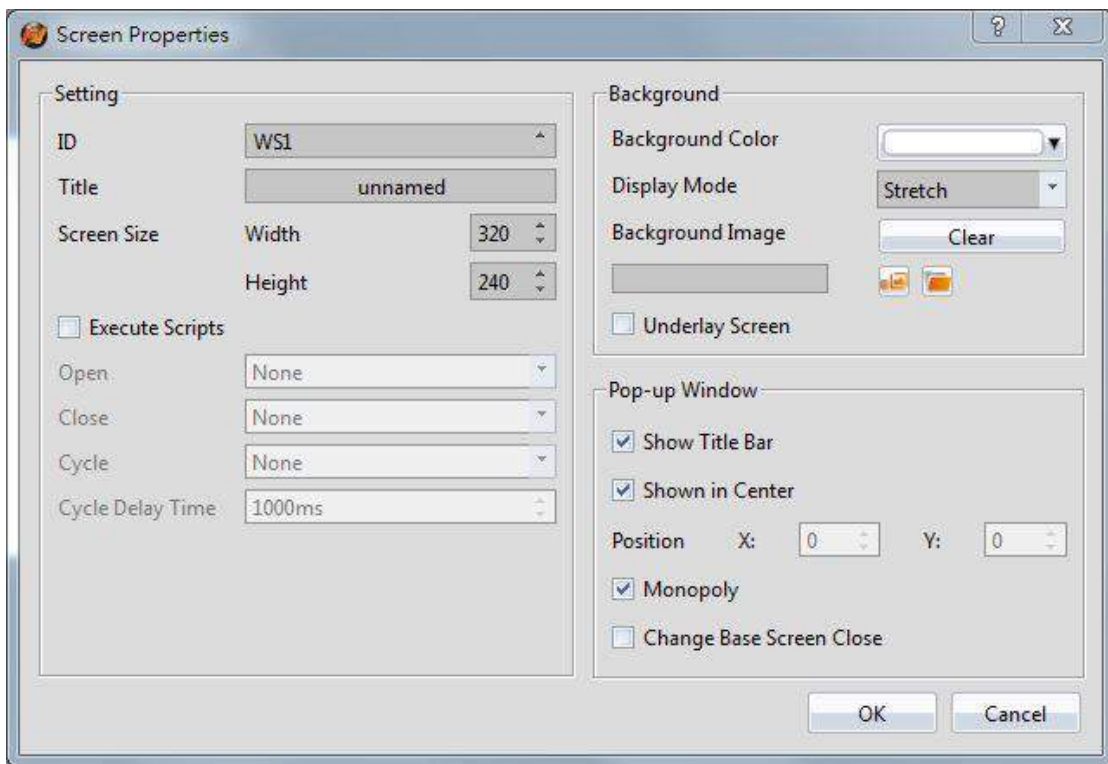 Screen Properties
Setting
ID WS1
Title unnamed
Screen Size Width 320
Height 240
Execute Scripts
Open None
Close None
Cycle None
Cycle Delay Time 1000ms
Background
Background Color
Display Mode Stretch
Background Image Clear
Underlay Screen
Pop-up Window
Show Title Bar
Shown in Center
Position X: 0 Y: 0
Monopoly
Change Base Screen Close
OK Cancel